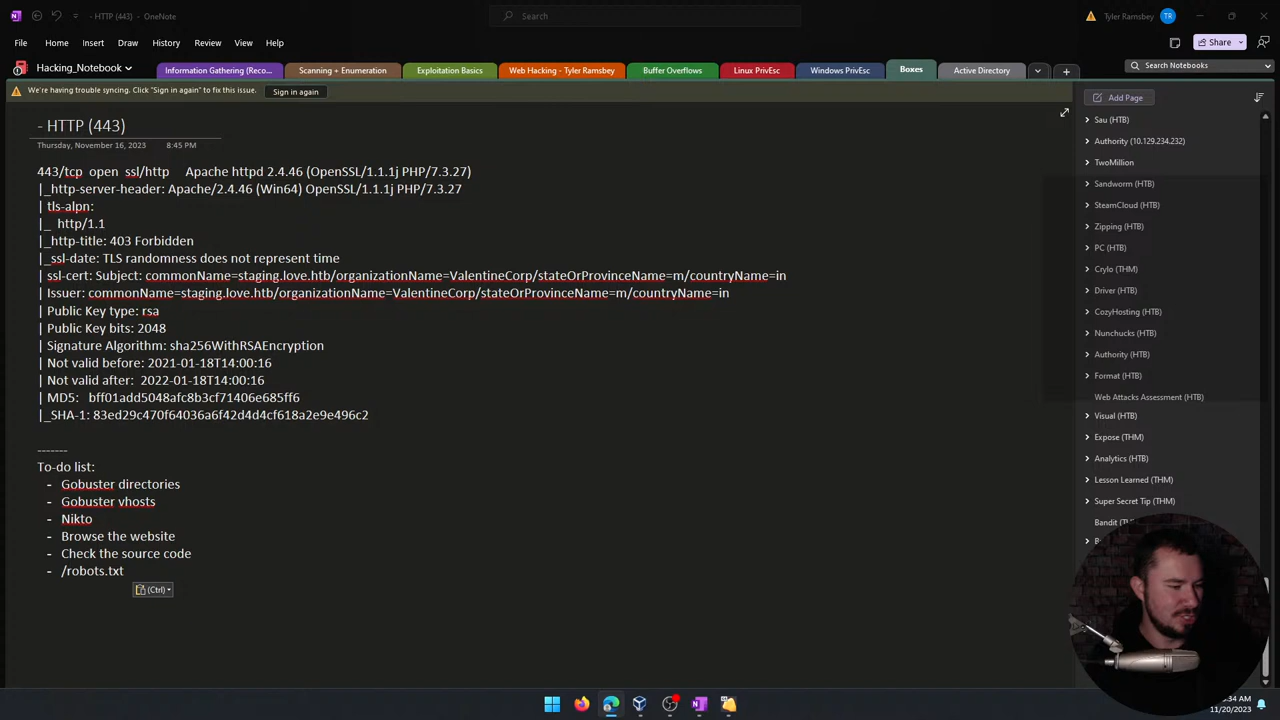 - HTTP (443) - OneNote
Search
Tyler Ramsbey
TR
File
Home
Insert
Draw
History
Review
View
Help
Share
Hacking_Notebook
Information Gathering (Reco...
Scanning + Enumeration
Exploitation Basics
Web Hacking - Tyler Ramsbey
Buffer Overflows
Linux PrivEsc
Windows PrivEsc
Boxes
Active Directory
Search Notebooks
We're having trouble syncing. Click "Sign in again" to fix this issue.
Sign in again
- HTTP (443)
Thursday, November 16, 2023
8:45 PM
443/tcp open ssl/http Apache httpd 2.4.46 (OpenSSL/1.1.1j PHP/7.3.27)
|_http-server-header: Apache/2.4.46 (Win64) OpenSSL/1.1.1j PHP/7.3.27
| tls-alpn:
|_ http/1.1
|_http-title: 403 Forbidden
|_ssl-date: TLS randomness does not represent time
| ssl-cert: Subject: commonName=staging.love.htb/organizationName=ValentineCorp/stateOrProvinceName=m/countryName=in
| Issuer: commonName=staging.love.htb/organizationName=ValentineCorp/stateOrProvinceName=m/countryName=in
| Public Key type: rsa
| Public Key bits: 2048
| Signature Algorithm: sha256WithRSAEncryption
| Not valid before: 2021-01-18T14:00:16
| Not valid after: 2022-01-18T14:00:16
| MD5: bff01add5048afc8b3cf71406e685ff6
|_SHA-1: 83ed29c470f64036a6f42d4d4cf618a2e9e496c2
-------
To-do list:
- Gobuster directories
- Gobuster vhosts
- Nikto
- Browse the website
- Check the source code
- /robots.txt
(Ctrl)
Add Page
Sau (HTB)
Authority (10.129.234.232)
TwoMillion
Sandworm (HTB)
SteamCloud (HTB)
Zipping (HTB)
PC (HTB)
Crylo (THM)
Driver (HTB)
CozyHosting (HTB)
Nunchucks (HTB)
Authority (HTB)
Format (HTB)
Web Attacks Assessment (HTB)
Visual (HTB)
Expose (THM)
Analytics (HTB)
Lesson Learned (THM)
Super Secret Tip (THM)
Bandit
:34 AM
11/20/2023